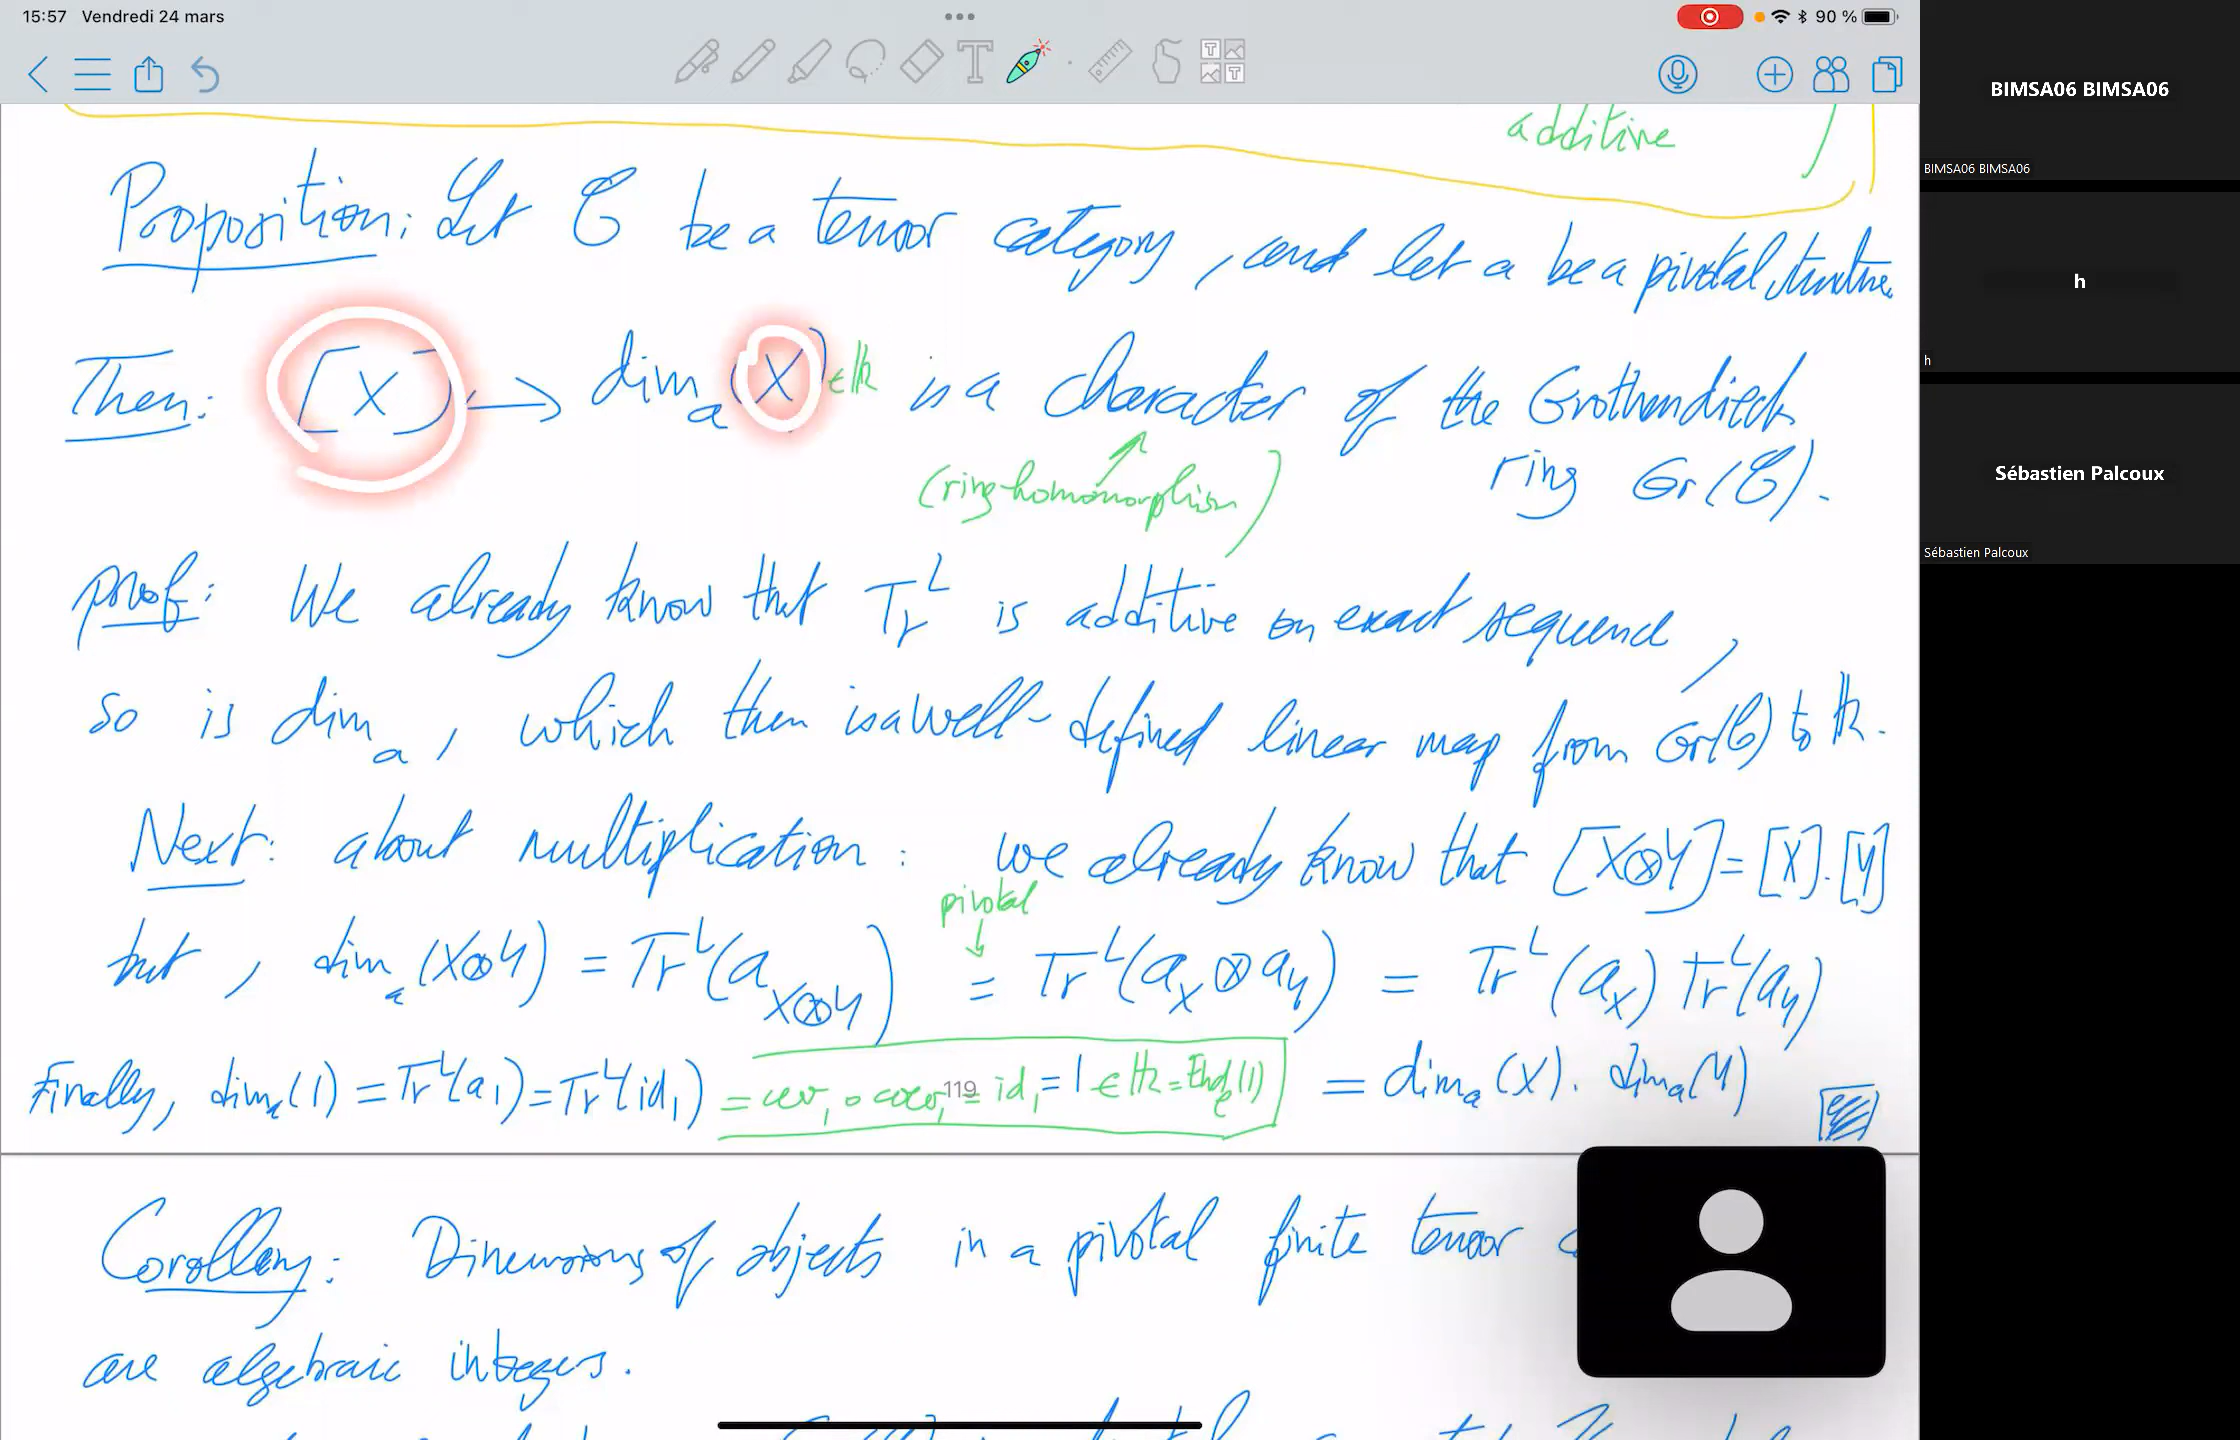 15:57 Vendredi 24 mars
90 %
additive
Proposition: Let C be a tensor category, and let a be a pivotal structure.
Then: [X] → dim_a(X) ∈ k is a character of the Grothendieck
(ring homomorphism) ring Gr(C).
proof: We already know that Tr^L is additive on exact sequence,
so is dim_a, which then is a well-defined linear map from Gr(C) to k.
Next: about multiplication: we already know that [X⊗Y] = [X].[Y]
pivotal
↓
but, dim_a(X⊗Y) = Tr^L(a_{X⊗Y}) = Tr^L(a_X ⊗ a_Y) = Tr^L(a_X) Tr^L(a_Y)
Finally, dim_a(1) = Tr^L(a_1) = Tr^L(id_1) = ev_1 ∘ coev_1 = id_1 = 1 ∈ k = End_C(1) = dim_a(X). dim_a(Y)
119
Corollary: Dimensions of objects in a pivotal finite tensor
are algebraic integers.
BIMSA06 BIMSA06
BIMSA06 BIMSA06
h
h
Sébastien Palcoux
Sébastien Palcoux